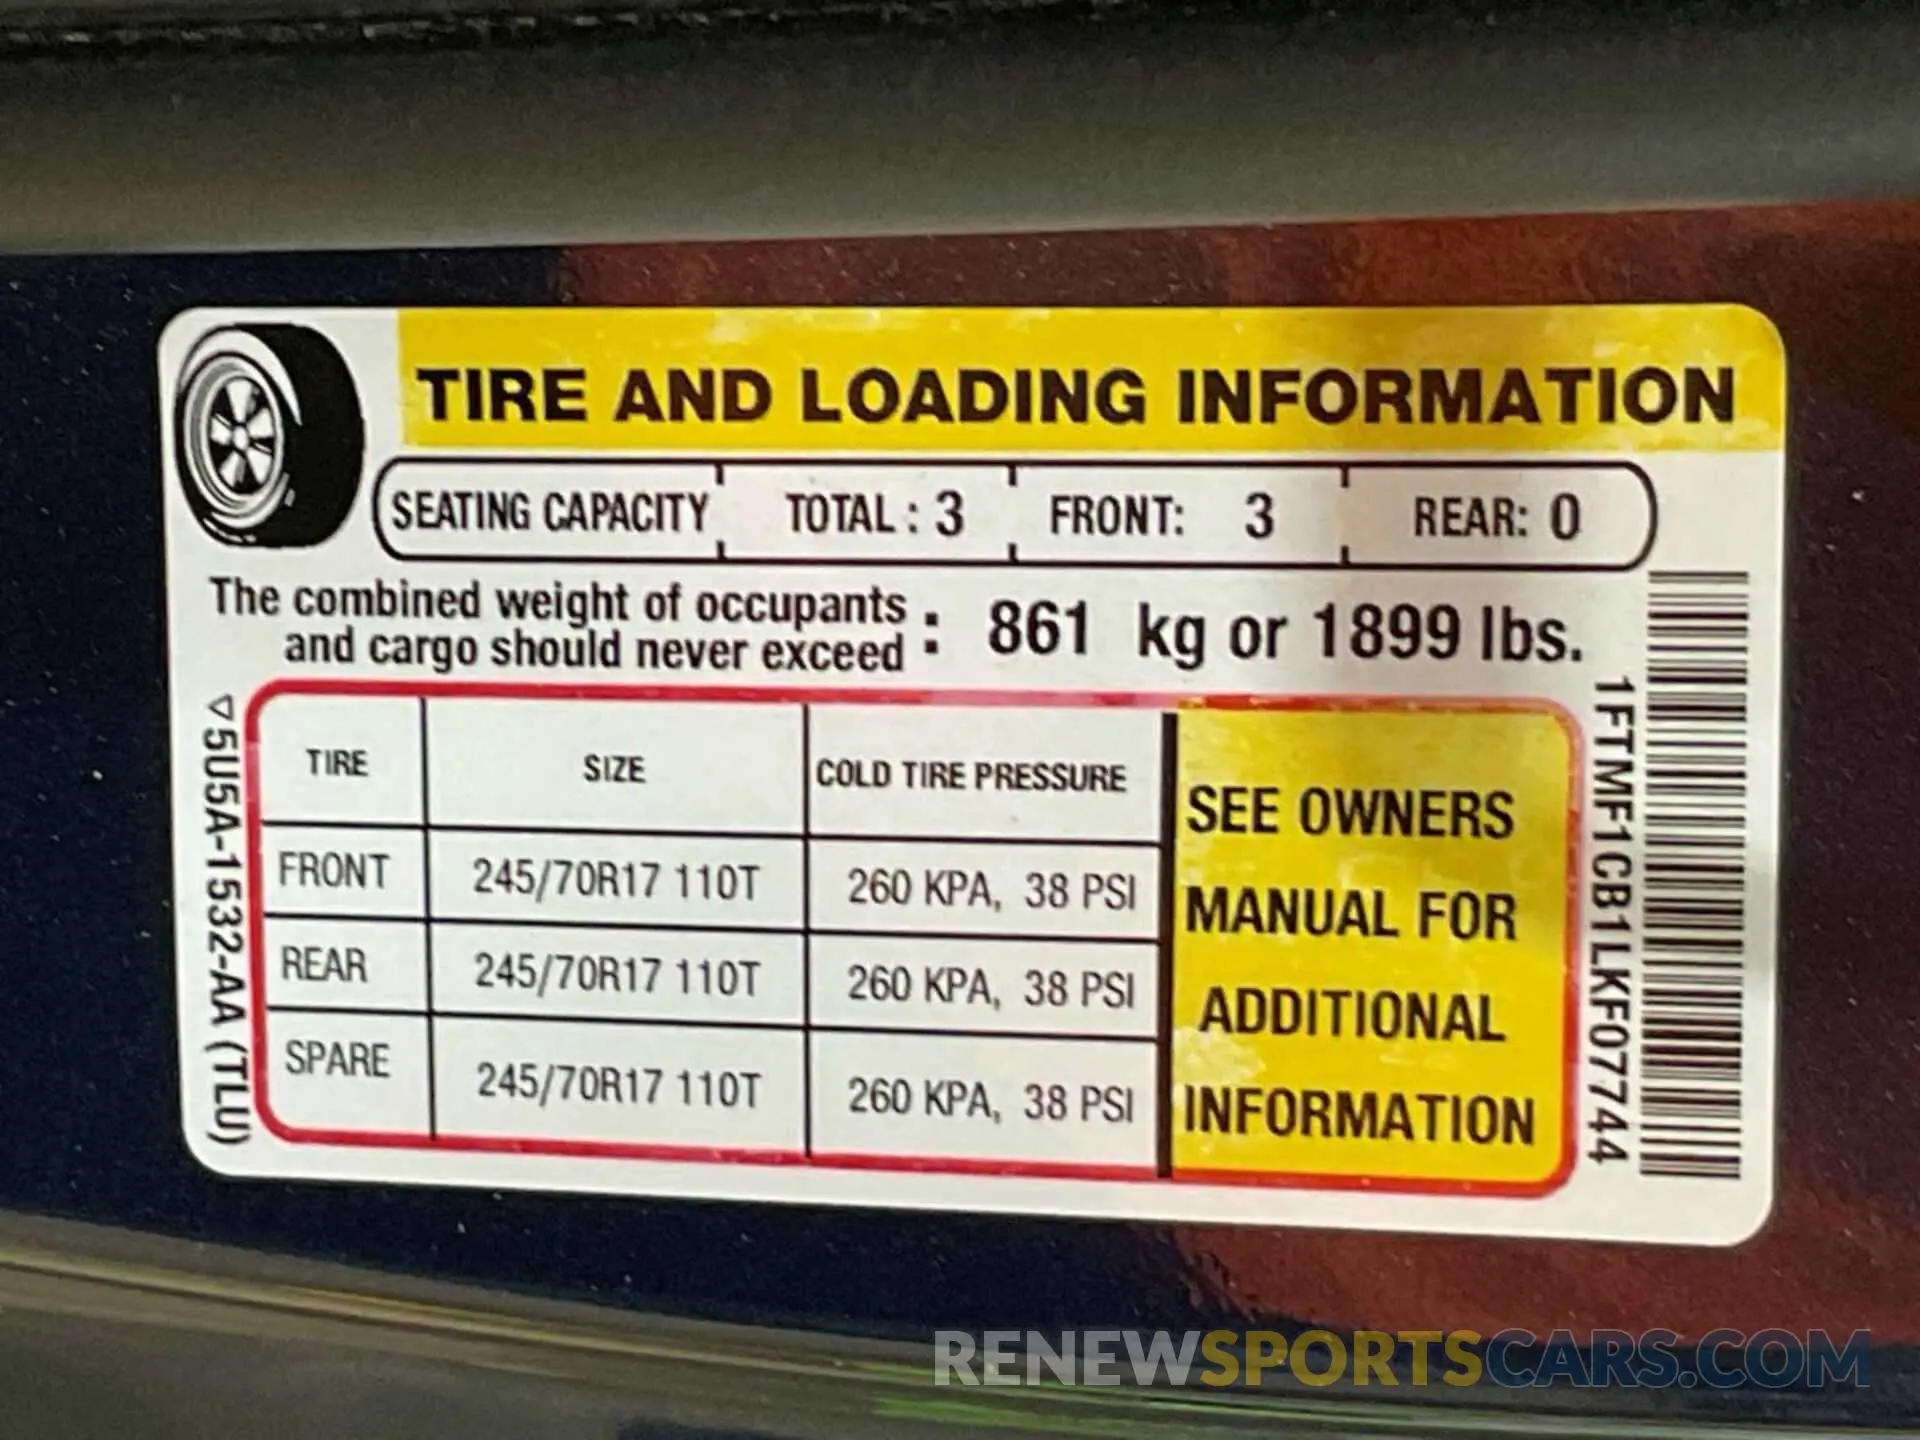 TIRE AND LOADING INFORMATION
SEATING CAPACITY TOTAL : 3 FRONT: 3 REAR: 0
The combined weight of occupants
and cargo should never exceed : 861 kg or 1899 lbs.
TIRE SIZE COLD TIRE PRESSURE
FRONT 245/70R17 110T 260 KPA, 38 PSI
REAR 245/70R17 110T 260 KPA, 38 PSI
SPARE 245/70R17 110T 260 KPA, 38 PSI
SEE OWNERS
MANUAL FOR
ADDITIONAL
INFORMATION
▽5U5A-1532-AA (TLU)
1FTMF1CB1LKF07744
RENEWSPORTSCARS.COM